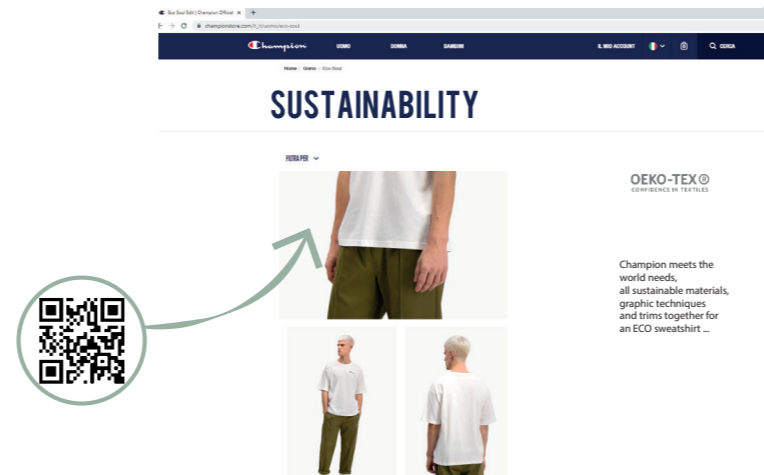 Eco Soul Edit | Champion Official
championstore.com/it_it/uomo/eco-soul
Champion UOMO DONNA BAMBINI IL MIO ACCOUNT CERCA
Home Uomo Eco Soul
SUSTAINABILITY
FILTRA PER
OEKO-TEX®
CONFIDENCE IN TEXTILES
Champion meets the
world needs,
all sustainable materials,
graphic techniques
and trims together for
an ECO sweatshirt ...